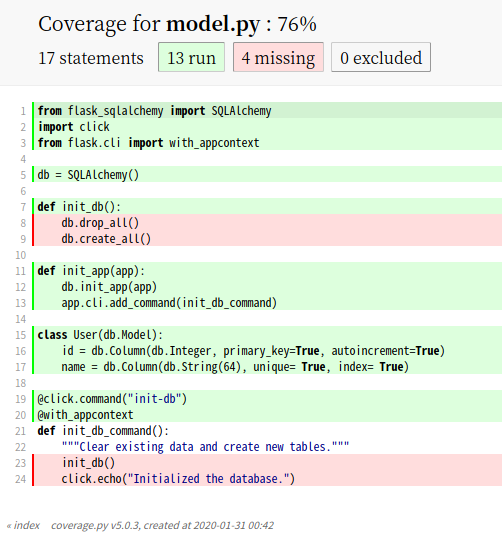 Coverage for model.py : 76%
17 statements 13 run 4 missing 0 excluded
1 from flask_sqlalchemy import SQLAlchemy
2 import click
3 from flask.cli import with_appcontext
4
5 db = SQLAlchemy()
6
7 def init_db():
8     db.drop_all()
9     db.create_all()
10
11 def init_app(app):
12     db.init_app(app)
13     app.cli.add_command(init_db_command)
14
15 class User(db.Model):
16     id = db.Column(db.Integer, primary_key=True, autoincrement=True)
17     name = db.Column(db.String(64), unique= True, index= True)
18
19 @click.command("init-db")
20 @with_appcontext
21 def init_db_command():
22     """Clear existing data and create new tables."""
23     init_db()
24     click.echo("Initialized the database.")
« index coverage.py v5.0.3, created at 2020-01-31 00:42